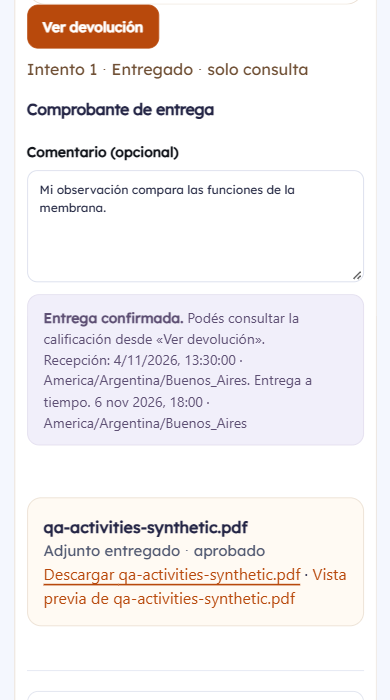 Ver devolución
Intento 1 · Entregado · solo consulta
Comprobante de entrega
Comentario (opcional)
Mi observación compara las funciones de la
membrana.
Entrega confirmada. Podés consultar la
calificación desde «Ver devolución».
Recepción: 4/11/2026, 13:30:00 ·
America/Argentina/Buenos_Aires. Entrega a
tiempo. 6 nov 2026, 18:00 ·
America/Argentina/Buenos_Aires
qa-activities-synthetic.pdf
Adjunto entregado · aprobado
Descargar qa-activities-synthetic.pdf · Vista
previa de qa-activities-synthetic.pdf